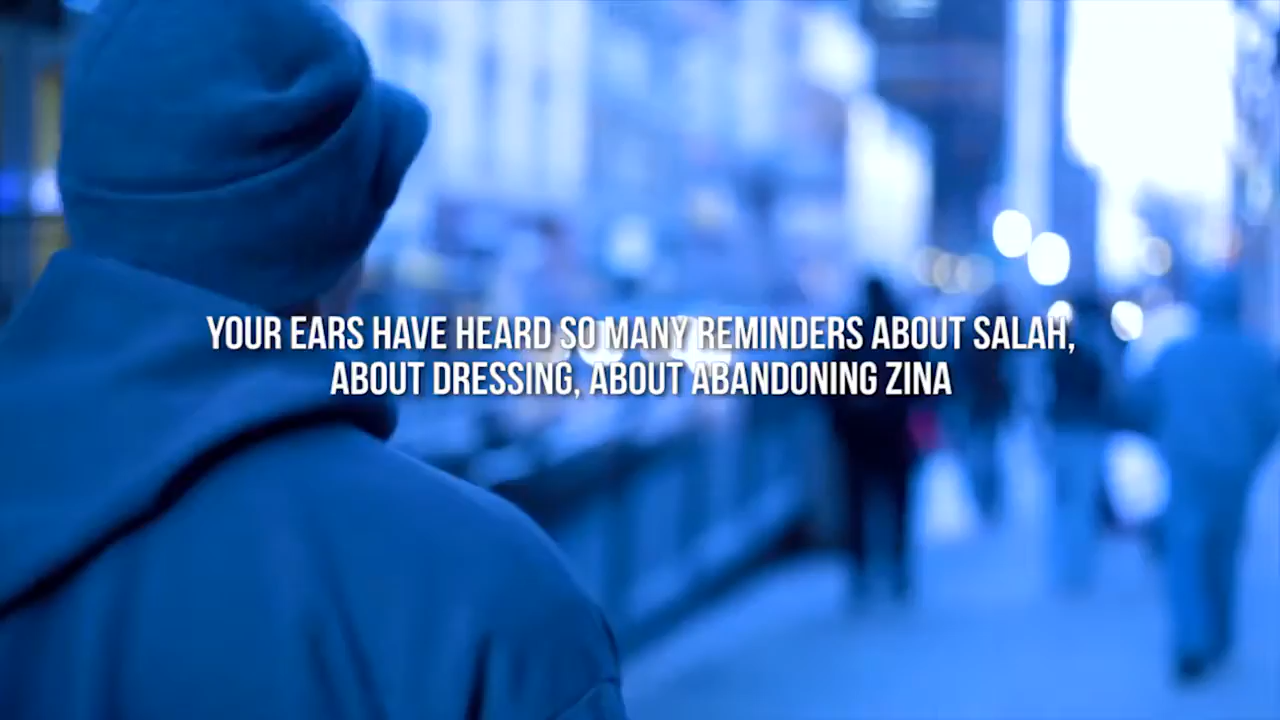 YOUR EARS HAVE HEARD SO MANY REMINDERS ABOUT SALAH,
ABOUT DRESSING, ABOUT ABANDONING ZINA